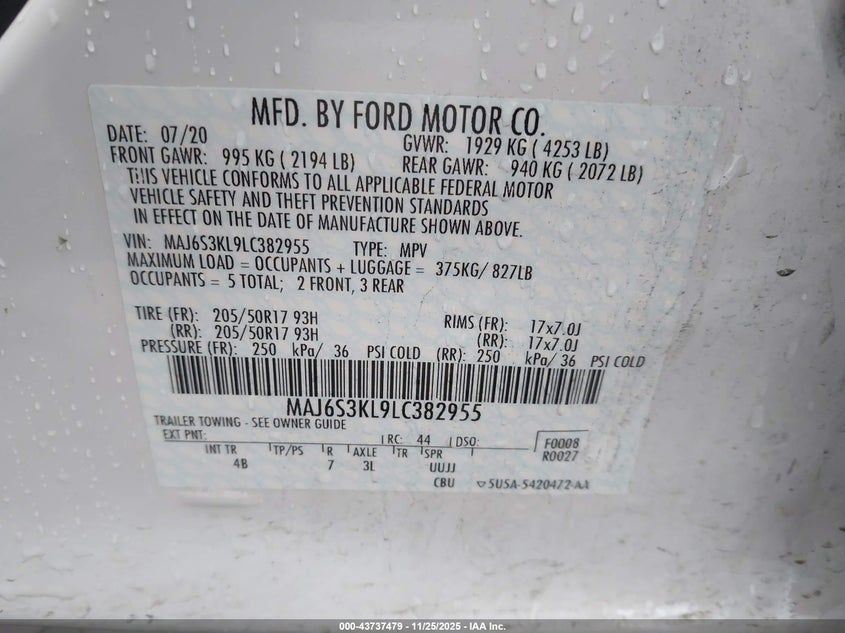 MFD. BY FORD MOTOR CO.
DATE: 07/20 GVWR: 1929 KG ( 4253 LB)
FRONT GAWR: 995 KG ( 2194 LB) REAR GAWR: 940 KG ( 2072 LB)
THIS VEHICLE CONFORMS TO ALL APPLICABLE FEDERAL MOTOR
VEHICLE SAFETY AND THEFT PREVENTION STANDARDS
IN EFFECT ON THE DATE OF MANUFACTURE SHOWN ABOVE.
VIN: MAJ6S3KL9LC382955 TYPE: MPV
MAXIMUM LOAD = OCCUPANTS + LUGGAGE = 375KG/ 827LB
OCCUPANTS = 5 TOTAL; 2 FRONT, 3 REAR
TIRE (FR): 205/50R17 93H RIMS (FR): 17x7.0J
(RR): 205/50R17 93H (RR): 17x7.0J
PRESSURE (FR): 250 kPa/ 36 PSI COLD (RR): 250 kPa/ 36 PSI COLD
MAJ6S3KL9LC382955
TRAILER TOWING - SEE OWNER GUIDE
EXT PNT: RC: 44 DSO: F0008
INT TR TP/PS R AXLE TR SPR R0027
4B 7 3L UUJJ
CBU 5U5A-5420472-AA
000-43737479 - 11/25/2025 - IAA Inc.